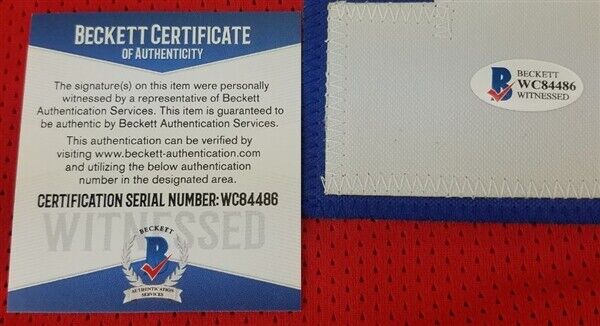 BECKETT CERTIFICATE
OF AUTHENTICITY
The signature(s) on this item were personally
witnessed by a representative of Beckett
Authentication Services. This item is guaranteed
to be authentic by Beckett Authentication Services.
This authentication can be verified by
visiting www.beckett-authentication.com
and utilizing the below authentication
number in the designated area.
CERTIFICATION SERIAL NUMBER: WC84486
WITNESSED
BECKETT
B
AUTHENTICATION
SERVICES
B
BECKETT
WC84486
WITNESSED